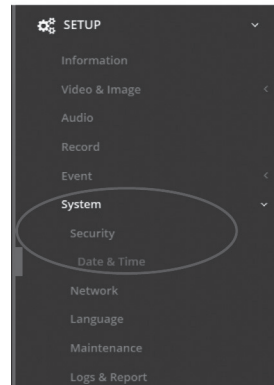 SETUP
Information
Video & Image
Audio
Record
Event
System
Security
Date & Time
Network
Language
Maintenance
Logs & Report